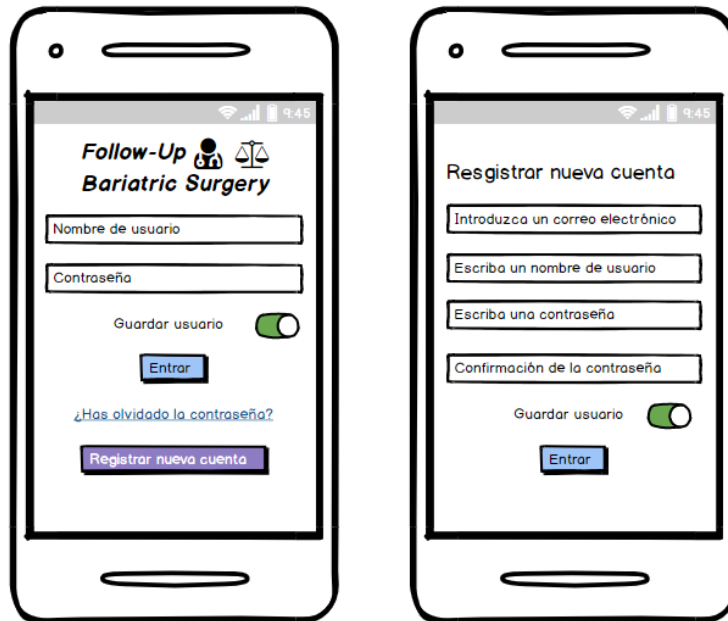 9:45
Follow-Up
Bariatric Surgery
Nombre de usuario
Contraseña
Guardar usuario
Entrar
¿Has olvidado la contraseña?
Registrar nueva cuenta
9:45
Resgistrar nueva cuenta
Introduzca un correo electrónico
Escriba un nombre de usuario
Escriba una contraseña
Confirmación de la contraseña
Guardar usuario
Entrar